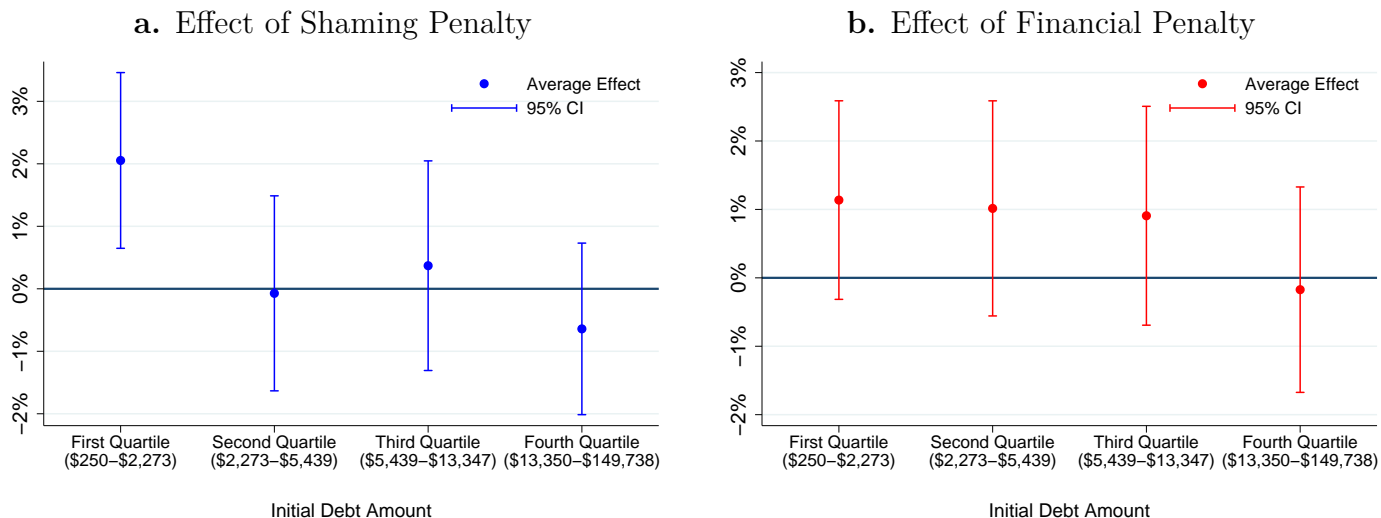 a. Effect of Shaming Penalty
3%
2%
1%
0%
−1%
−2%
Average Effect
95% CI
First Quartile
($250−$2,273)
Second Quartile
($2,273−$5,439)
Third Quartile
($5,439−$13,347)
Fourth Quartile
($13,350−$149,738)
Initial Debt Amount
b. Effect of Financial Penalty
3%
2%
1%
0%
−1%
−2%
Average Effect
95% CI
First Quartile
($250−$2,273)
Second Quartile
($2,273−$5,439)
Third Quartile
($5,439−$13,347)
Fourth Quartile
($13,350−$149,738)
Initial Debt Amount